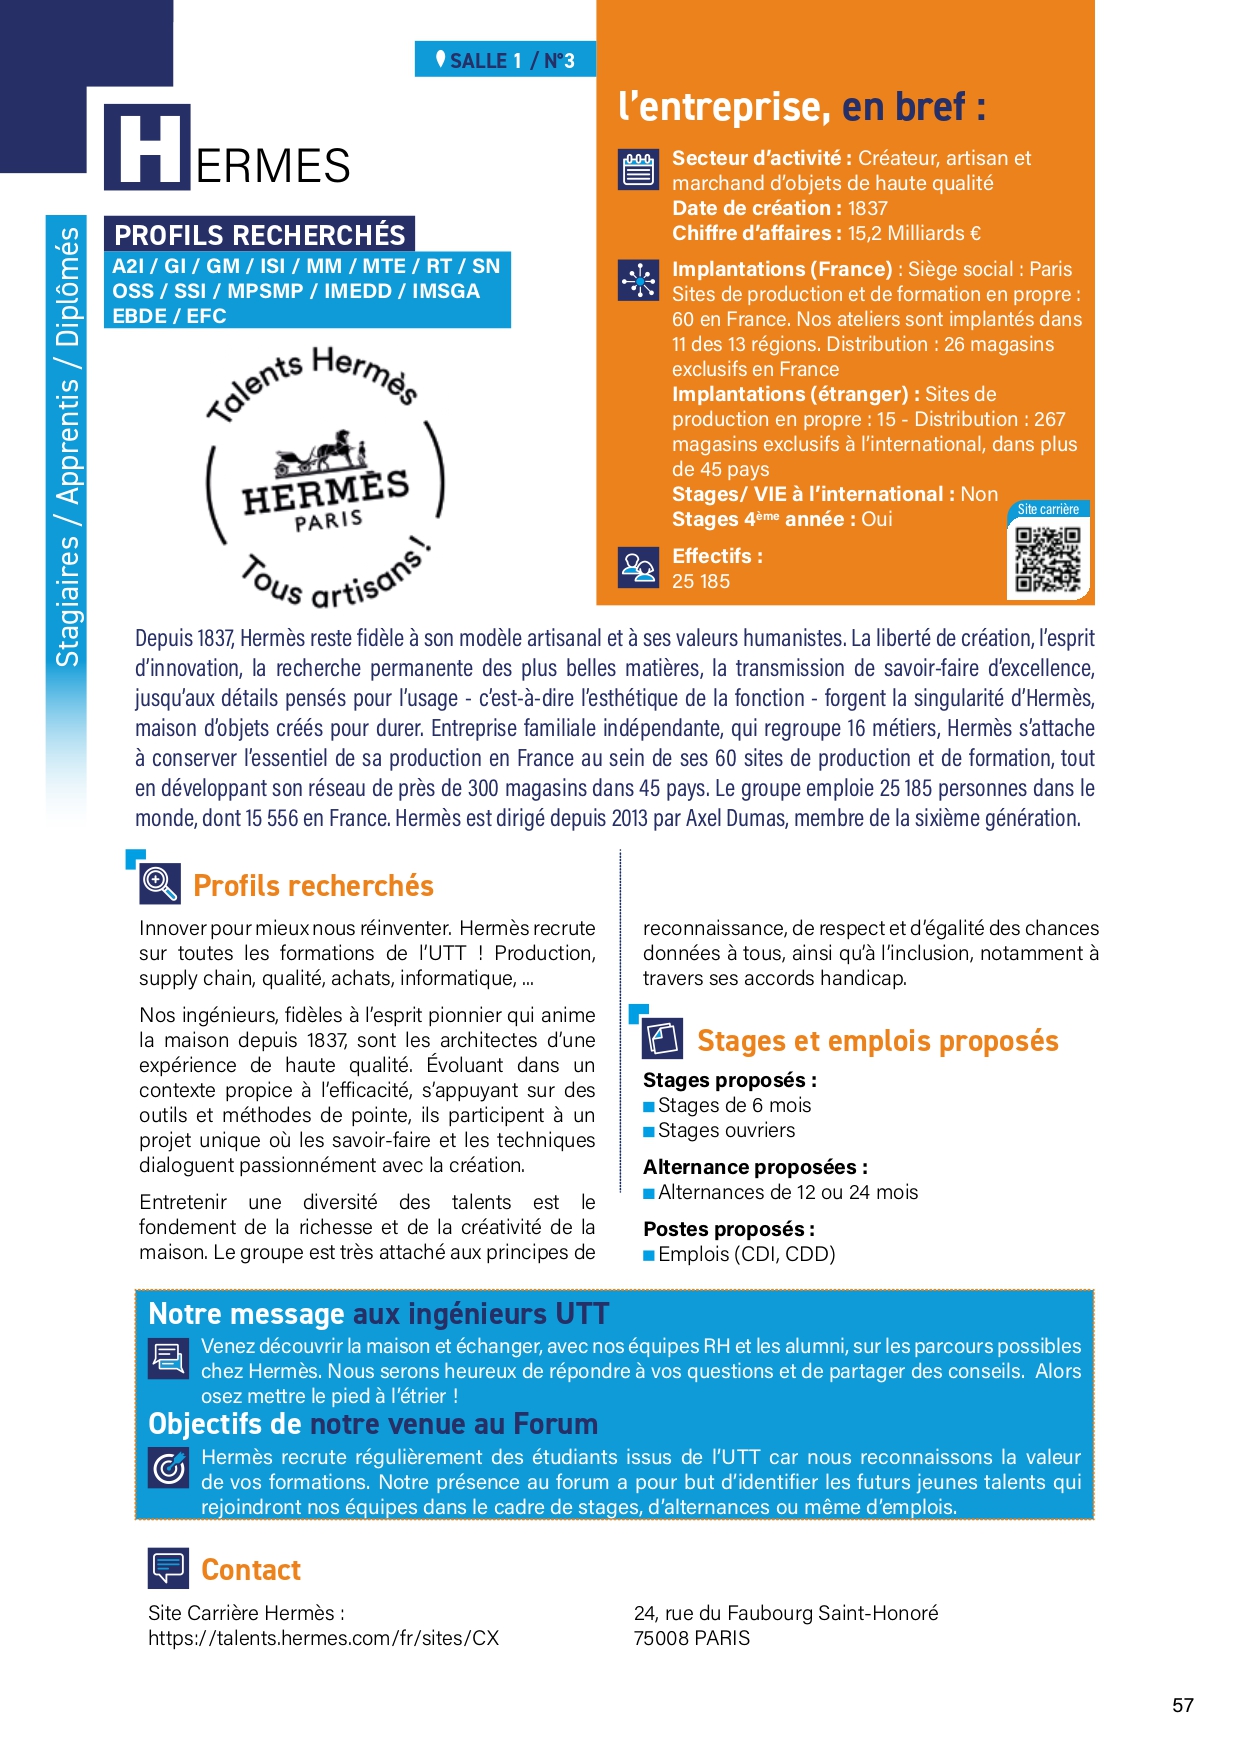 SALLE 1 / N°3
HERMES
PROFILS RECHERCHÉS
A2I / GI / GM / ISI / MM / MTE / RT / SN
OSS / SSI / MPSMP / IMEDD / IMSGA
EBDE / EFC
Stagiaires / Apprentis / Diplômés
Talents Hermès
HERMÈS
PARIS
Tous artisans !
l’entreprise, en bref :
Secteur d’activité : Créateur, artisan et
marchand d’objets de haute qualité
Date de création : 1837
Chiffre d’affaires : 15,2 Milliards €
Implantations (France) : Siège social : Paris
Sites de production et de formation en propre :
60 en France. Nos ateliers sont implantés dans
11 des 13 régions. Distribution : 26 magasins
exclusifs en France
Implantations (étranger) : Sites de
production en propre : 15 - Distribution : 267
magasins exclusifs à l’international, dans plus
de 45 pays
Stages/ VIE à l’international : Non
Stages 4ème année : Oui
Site carrière
Effectifs :
25 185
Depuis 1837, Hermès reste fidèle à son modèle artisanal et à ses valeurs humanistes. La liberté de création, l’esprit
d’innovation, la recherche permanente des plus belles matières, la transmission de savoir-faire d’excellence,
jusqu’aux détails pensés pour l’usage - c’est-à-dire l’esthétique de la fonction - forgent la singularité d’Hermès,
maison d’objets créés pour durer. Entreprise familiale indépendante, qui regroupe 16 métiers, Hermès s’attache
à conserver l’essentiel de sa production en France au sein de ses 60 sites de production et de formation, tout
en développant son réseau de près de 300 magasins dans 45 pays. Le groupe emploie 25 185 personnes dans le
monde, dont 15 556 en France. Hermès est dirigé depuis 2013 par Axel Dumas, membre de la sixième génération.
Profils recherchés
Innover pour mieux nous réinventer. Hermès recrute
sur toutes les formations de l’UTT ! Production,
supply chain, qualité, achats, informatique, ...
Nos ingénieurs, fidèles à l’esprit pionnier qui anime
la maison depuis 1837, sont les architectes d’une
expérience de haute qualité. Évoluant dans un
contexte propice à l’efficacité, s’appuyant sur des
outils et méthodes de pointe, ils participent à un
projet unique où les savoir-faire et les techniques
dialoguent passionnément avec la création.
Entretenir une diversité des talents est le
fondement de la richesse et de la créativité de la
maison. Le groupe est très attaché aux principes de
reconnaissance, de respect et d’égalité des chances
données à tous, ainsi qu’à l’inclusion, notamment à
travers ses accords handicap.
Stages et emplois proposés
Stages proposés :
Stages de 6 mois
Stages ouvriers
Alternance proposées :
Alternances de 12 ou 24 mois
Postes proposés :
Emplois (CDI, CDD)
Notre message aux ingénieurs UTT
Venez découvrir la maison et échanger, avec nos équipes RH et les alumni, sur les parcours possibles
chez Hermès. Nous serons heureux de répondre à vos questions et de partager des conseils. Alors
osez mettre le pied à l’étrier !
Objectifs de notre venue au Forum
Hermès recrute régulièrement des étudiants issus de l’UTT car nous reconnaissons la valeur
de vos formations. Notre présence au forum a pour but d’identifier les futurs jeunes talents qui
rejoindront nos équipes dans le cadre de stages, d’alternances ou même d’emplois.
Contact
Site Carrière Hermès :
https://talents.hermes.com/fr/sites/CX
24, rue du Faubourg Saint-Honoré
75008 PARIS
57